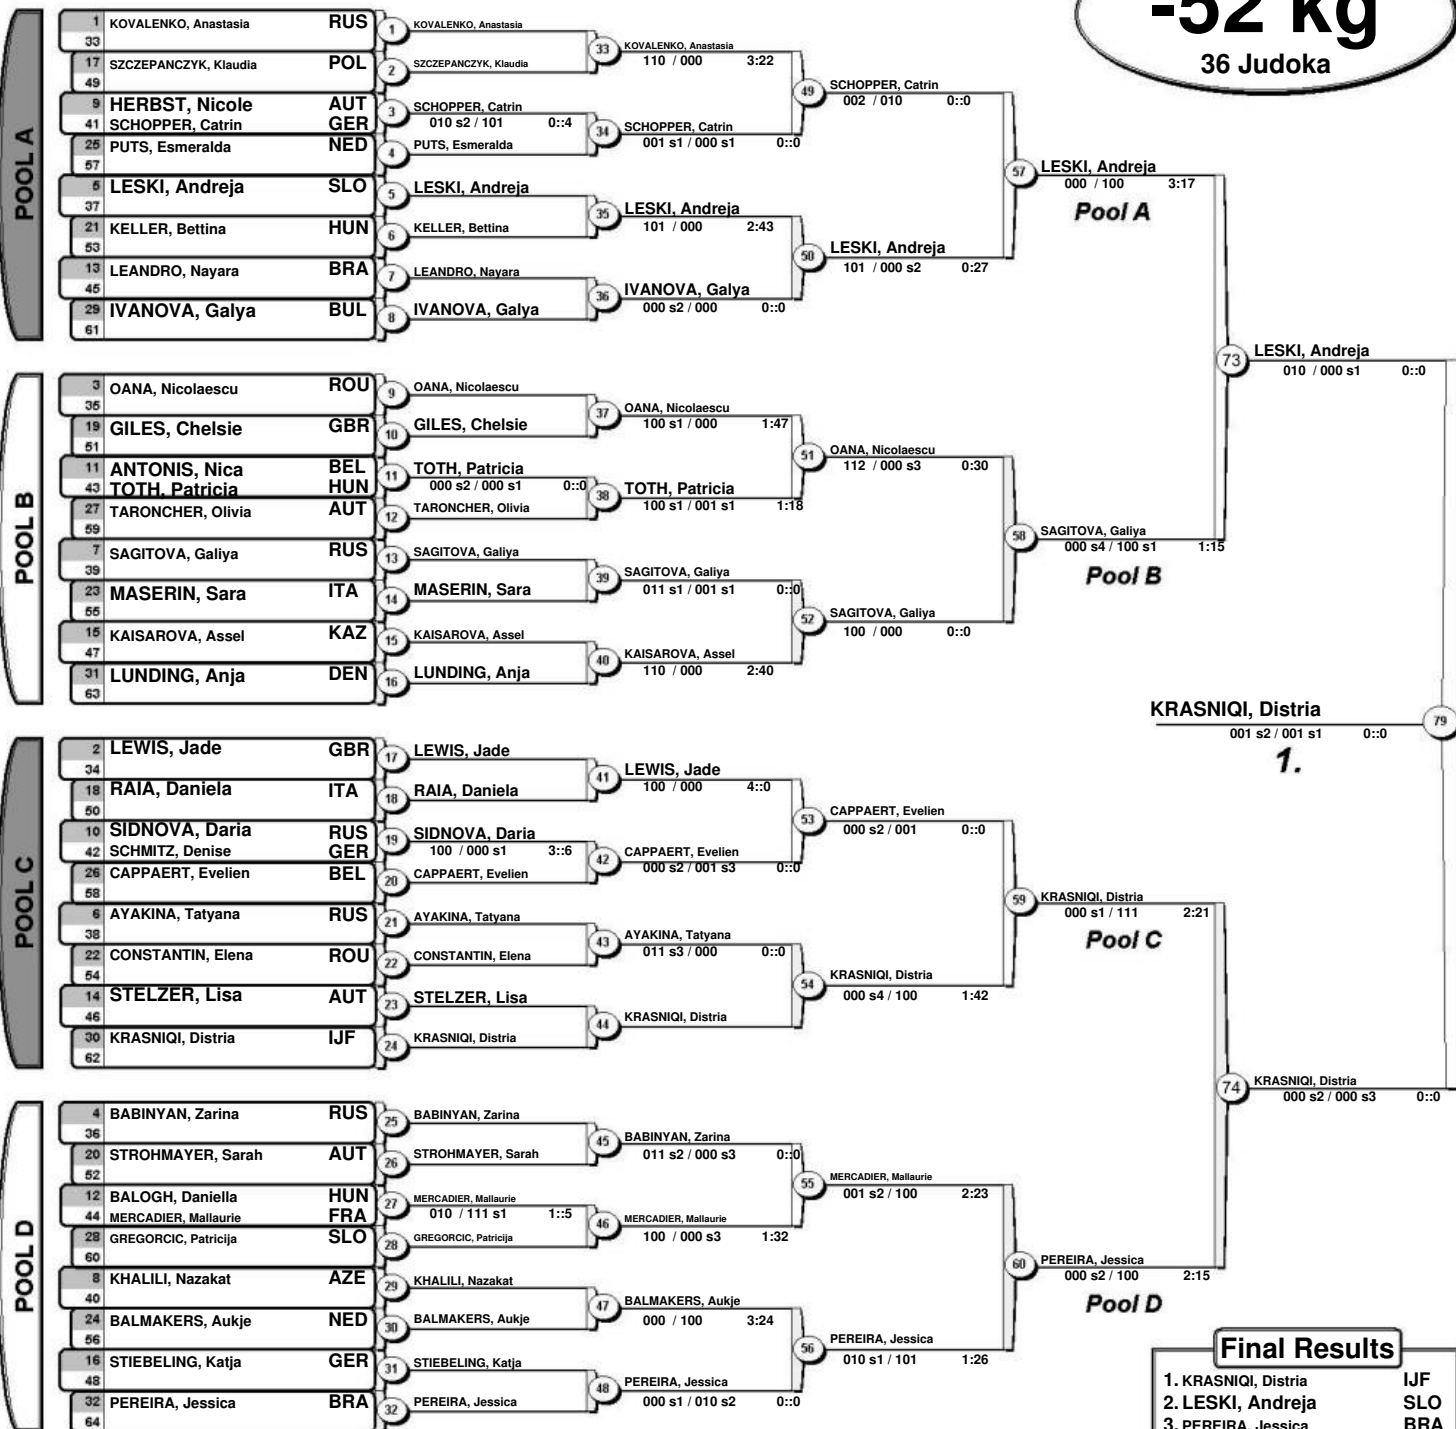 -52 kg
36 Judoka
POOL A
1 KOVALENKO, Anastasia RUS
33
17 SZCZEPANCZYK, Klaudia POL
49
9 HERBST, Nicole AUT
41 SCHOPPER, Catrin GER
25 PUTS, Esmeralda NED
57
5 LESKI, Andreja SLO
37
21 KELLER, Bettina HUN
53
13 LEANDRO, Nayara BRA
45
29 IVANOVA, Galya BUL
61
1 KOVALENKO, Anastasia
2 SZCZEPANCZYK, Klaudia
3 SCHOPPER, Catrin
010 s2 / 101 0::4
4 PUTS, Esmeralda
5 LESKI, Andreja
6 KELLER, Bettina
7 LEANDRO, Nayara
8 IVANOVA, Galya
33 KOVALENKO, Anastasia
110 / 000 3:22
34 SCHOPPER, Catrin
001 s1 / 000 s1 0::0
35 LESKI, Andreja
101 / 000 2:43
36 IVANOVA, Galya
000 s2 / 000 0::0
49 SCHOPPER, Catrin
002 / 010 0::0
50 LESKI, Andreja
101 / 000 s2 0:27
57 LESKI, Andreja
000 / 100 3:17
Pool A
POOL B
3 OANA, Nicolaescu ROU
35
19 GILES, Chelsie GBR
51
11 ANTONIS, Nica BEL
43 TOTH, Patricia HUN
27 TARONCHER, Olivia AUT
59
7 SAGITOVA, Galiya RUS
39
23 MASERIN, Sara ITA
55
15 KAISAROVA, Assel KAZ
47
31 LUNDING, Anja DEN
63
9 OANA, Nicolaescu
10 GILES, Chelsie
11 TOTH, Patricia
000 s2 / 000 s1 0::0
12 TARONCHER, Olivia
13 SAGITOVA, Galiya
14 MASERIN, Sara
15 KAISAROVA, Assel
16 LUNDING, Anja
37 OANA, Nicolaescu
100 s1 / 000 1:47
38 TOTH, Patricia
100 s1 / 001 s1 1:18
39 SAGITOVA, Galiya
011 s1 / 001 s1 0::0
40 KAISAROVA, Assel
110 / 000 2:40
51 OANA, Nicolaescu
112 / 000 s3 0:30
52 SAGITOVA, Galiya
100 / 000 0::0
58 SAGITOVA, Galiya
000 s4 / 100 s1 1:15
Pool B
73 LESKI, Andreja
010 / 000 s1 0::0
KRASNIQI, Distria 79
001 s2 / 001 s1 0::0
1.
POOL C
2 LEWIS, Jade GBR
34
18 RAIA, Daniela ITA
50
10 SIDNOVA, Daria RUS
42 SCHMITZ, Denise GER
26 CAPPAERT, Evelien BEL
58
6 AYAKINA, Tatyana RUS
38
22 CONSTANTIN, Elena ROU
54
14 STELZER, Lisa AUT
46
30 KRASNIQI, Distria IJF
62
17 LEWIS, Jade
18 RAIA, Daniela
19 SIDNOVA, Daria
100 / 000 s1 3::6
20 CAPPAERT, Evelien
21 AYAKINA, Tatyana
22 CONSTANTIN, Elena
23 STELZER, Lisa
24 KRASNIQI, Distria
41 LEWIS, Jade
100 / 000 4::0
42 CAPPAERT, Evelien
000 s2 / 001 s3 0::0
43 AYAKINA, Tatyana
011 s3 / 000 0::0
44 KRASNIQI, Distria
53 CAPPAERT, Evelien
000 s2 / 001 0::0
54 KRASNIQI, Distria
000 s4 / 100 1:42
59 KRASNIQI, Distria
000 s1 / 111 2:21
Pool C
POOL D
4 BABINYAN, Zarina RUS
36
20 STROHMAYER, Sarah AUT
52
12 BALOGH, Daniella HUN
44 MERCADIER, Mallaurie FRA
28 GREGORCIC, Patricija SLO
60
8 KHALILI, Nazakat AZE
40
24 BALMAKERS, Aukje NED
56
16 STIEBELING, Katja GER
48
32 PEREIRA, Jessica BRA
64
25 BABINYAN, Zarina
26 STROHMAYER, Sarah
27 MERCADIER, Mallaurie
010 / 111 s1 1::5
28 GREGORCIC, Patricija
29 KHALILI, Nazakat
30 BALMAKERS, Aukje
31 STIEBELING, Katja
32 PEREIRA, Jessica
45 BABINYAN, Zarina
011 s2 / 000 s3 0::0
46 MERCADIER, Mallaurie
100 / 000 s3 1:32
47 BALMAKERS, Aukje
000 / 100 3:24
48 PEREIRA, Jessica
000 s1 / 010 s2 0::0
55 MERCADIER, Mallaurie
001 s2 / 100 2:23
56 PEREIRA, Jessica
010 s1 / 101 1:26
60 PEREIRA, Jessica
000 s2 / 100 2:15
Pool D
74 KRASNIQI, Distria
000 s2 / 000 s3 0::0
Final Results
1. KRASNIQI, Distria IJF
2. LESKI, Andreja SLO
3. PEREIRA, Jessica BRA